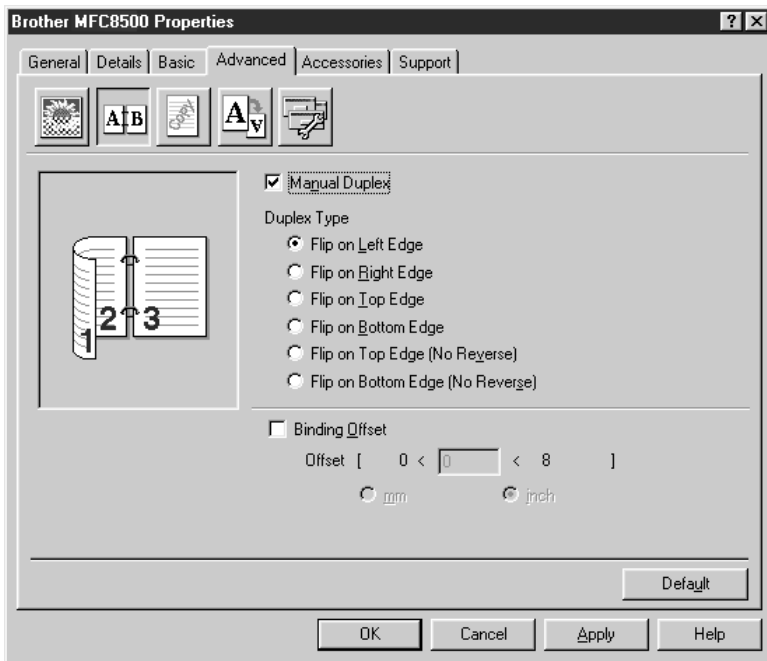 Brother MFC8500 Properties
? X
General Details Basic Advanced Accessories Support
A B Copy A A
Manual Duplex
Duplex Type
Flip on Left Edge
Flip on Right Edge
Flip on Top Edge
Flip on Bottom Edge
Flip on Top Edge (No Reverse)
Flip on Bottom Edge (No Reverse)
1 2 3
Binding Offset
Offset [ 0 < 0 < 8 ]
mm inch
Default
OK Cancel Apply Help